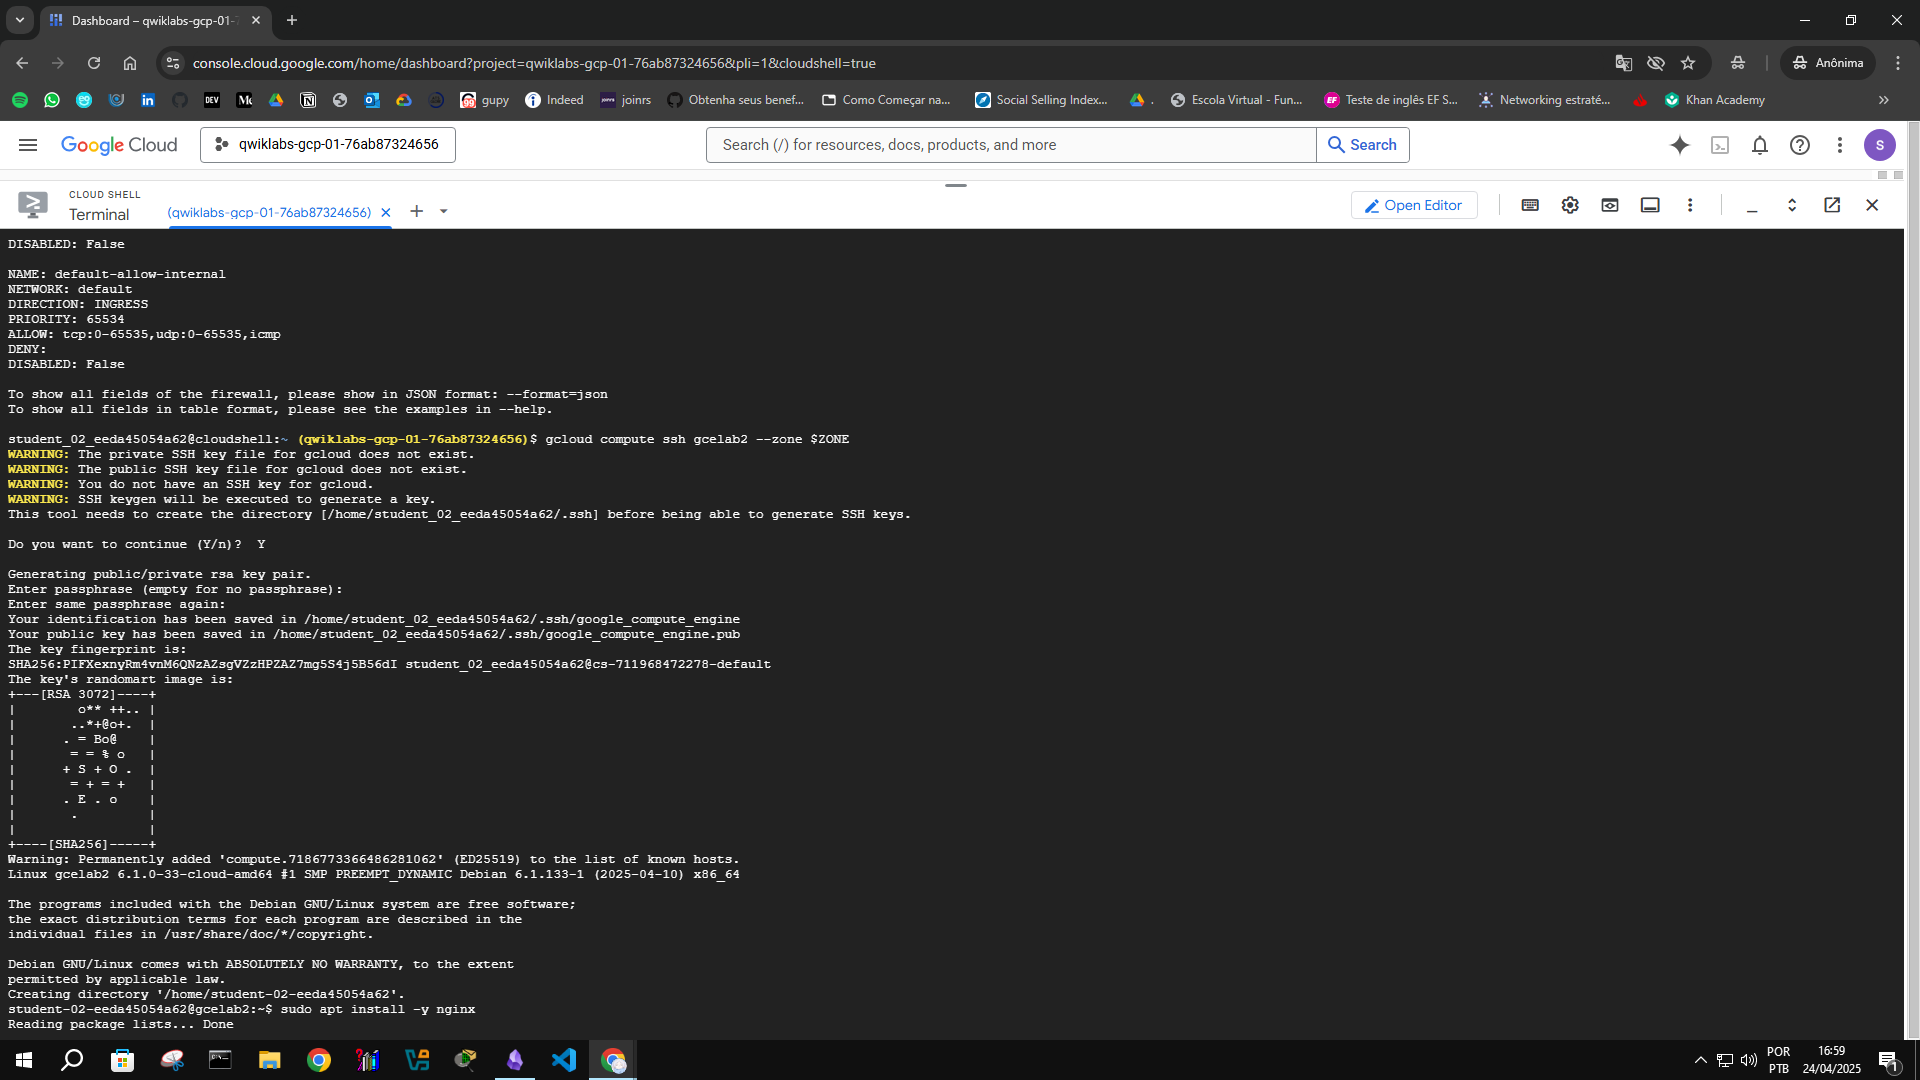 Dashboard – qwiklabs-gcp-01-7
console.cloud.google.com/home/dashboard?project=qwiklabs-gcp-01-76ab87324656&pli=1&cloudshell=true
Anônima
DEV
gupy
Indeed
joinrs
Obtenha seus benef...
Como Começar na...
Social Selling Index...
.
Escola Virtual - Fun...
EF
Teste de inglês EF S...
Networking estraté...
Khan Academy
Google Cloud
qwiklabs-gcp-01-76ab87324656
Search (/) for resources, docs, products, and more
Search
S
CLOUD SHELL
Terminal
(qwiklabs-gcp-01-76ab87324656)
Open Editor
DISABLED: False
NAME: default-allow-internal
NETWORK: default
DIRECTION: INGRESS
PRIORITY: 65534
ALLOW: tcp:0-65535,udp:0-65535,icmp
DENY:
DISABLED: False
To show all fields of the firewall, please show in JSON format: --format=json
To show all fields in table format, please see the examples in --help.
student_02_eeda45054a62@cloudshell:~ (qwiklabs-gcp-01-76ab87324656)$ gcloud compute ssh gcelab2 --zone $ZONE
WARNING: The private SSH key file for gcloud does not exist.
WARNING: The public SSH key file for gcloud does not exist.
WARNING: You do not have an SSH key for gcloud.
WARNING: SSH keygen will be executed to generate a key.
This tool needs to create the directory [/home/student_02_eeda45054a62/.ssh] before being able to generate SSH keys.
Do you want to continue (Y/n)?  Y
Generating public/private rsa key pair.
Enter passphrase (empty for no passphrase):
Enter same passphrase again:
Your identification has been saved in /home/student_02_eeda45054a62/.ssh/google_compute_engine
Your public key has been saved in /home/student_02_eeda45054a62/.ssh/google_compute_engine.pub
The key fingerprint is:
SHA256:PIFXexnyRm4vnM6QNzAZsgVZzHPZAZ7mg5S4j5B56dI student_02_eeda45054a62@cs-711968472278-default
The key's randomart image is:
+---[RSA 3072]----+
|        o** ++.. |
|       ..*+@o+.  |
|      . = Bo@    |
|       = = % o   |
|      + S + O .  |
|       = + = +   |
|      . E . o    |
|       .         |
|                 |
+----[SHA256]-----+
Warning: Permanently added 'compute.7186773366486281062' (ED25519) to the list of known hosts.
Linux gcelab2 6.1.0-33-cloud-amd64 #1 SMP PREEMPT_DYNAMIC Debian 6.1.133-1 (2025-04-10) x86_64
The programs included with the Debian GNU/Linux system are free software;
the exact distribution terms for each program are described in the
individual files in /usr/share/doc/*/copyright.
Debian GNU/Linux comes with ABSOLUTELY NO WARRANTY, to the extent
permitted by applicable law.
Creating directory '/home/student-02-eeda45054a62'.
student-02-eeda45054a62@gcelab2:~$ sudo apt install -y nginx
Reading package lists... Done
POR
PTB
16:59
24/04/2025
1